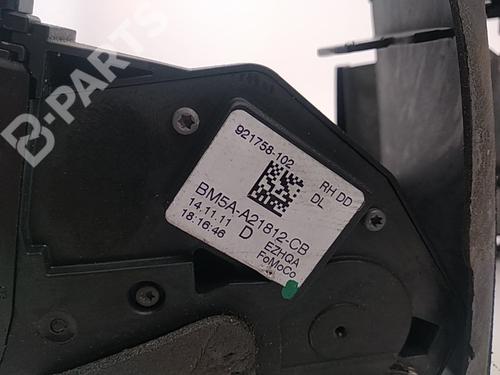 921758-102
RH DD
DL
BM5A-A21812-CB
14.11.11
D
EZHQA
18:16:46
FoMoCo
B-PARTS